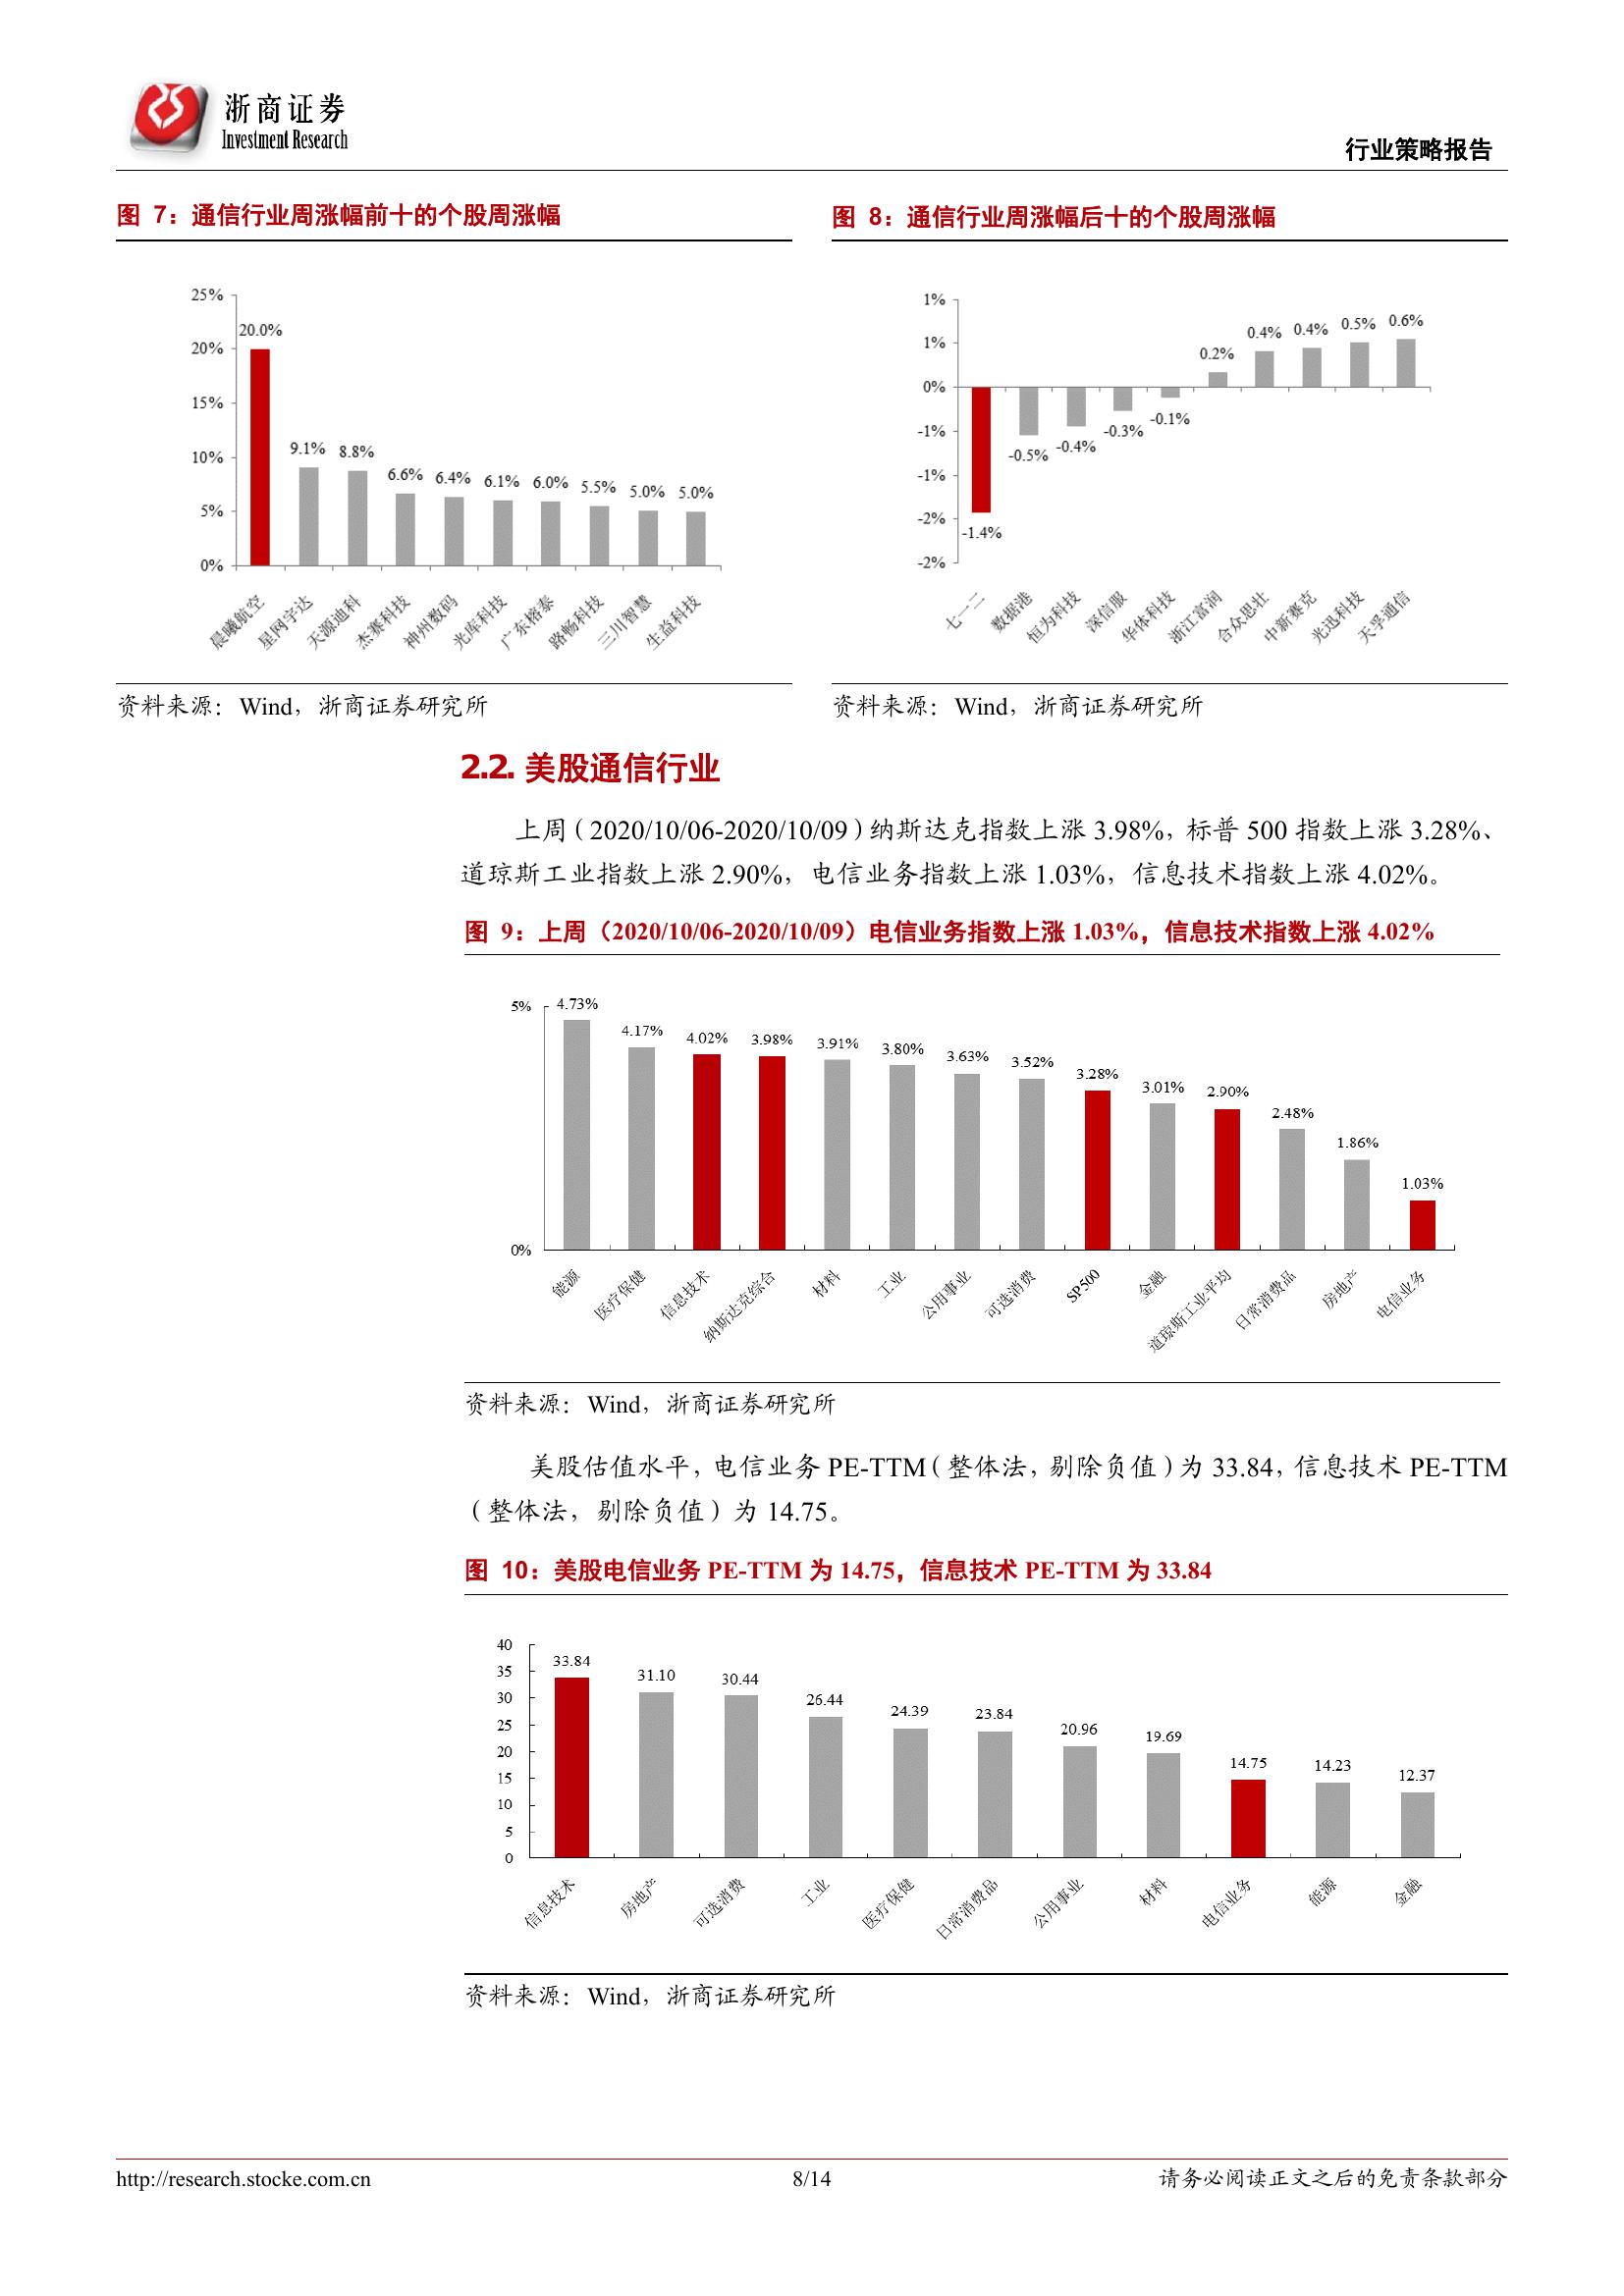 浙商证券
Investment Research
行业策略报告
图 7：通信行业周涨幅前十的个股周涨幅
25%
20%
15%
10%
5%
0%
20.0%
9.1%
8.8%
6.6%
6.4%
6.1%
6.0%
5.5%
5.0%
5.0%
晨曦航空
星网宇达
天源迪科
杰赛科技
神州数码
光库科技
广东榕泰
路畅科技
三川智慧
生益科技
资料来源：Wind，浙商证券研究所
图 8：通信行业周涨幅后十的个股周涨幅
1%
1%
0%
-1%
-1%
-2%
-2%
-1.4%
-0.5%
-0.4%
-0.3%
-0.1%
0.2%
0.4%
0.4%
0.5%
0.6%
七一二
数据港
恒为科技
深信服
华体科技
浙江富润
合众思壮
中新赛克
光迅科技
天孚通信
资料来源：Wind，浙商证券研究所
2.2. 美股通信行业
上周（2020/10/06-2020/10/09）纳斯达克指数上涨 3.98%，标普 500 指数上涨 3.28%、
道琼斯工业指数上涨 2.90%，电信业务指数上涨 1.03%，信息技术指数上涨 4.02%。
图 9：上周（2020/10/06-2020/10/09）电信业务指数上涨 1.03%，信息技术指数上涨 4.02%
5%
0%
4.73%
4.17%
4.02%
3.98%
3.91%
3.80%
3.63%
3.52%
3.28%
3.01%
2.90%
2.48%
1.86%
1.03%
能源
医疗保健
信息技术
纳斯达克综合
材料
工业
公用事业
可选消费
SP500
金融
道琼斯工业平均
日常消费品
房地产
电信业务
资料来源：Wind，浙商证券研究所
美股估值水平，电信业务 PE-TTM（整体法，剔除负值）为 33.84，信息技术 PE-TTM
（整体法，剔除负值）为 14.75。
图 10：美股电信业务 PE-TTM 为 14.75，信息技术 PE-TTM 为 33.84
40
35
30
25
20
15
10
5
0
33.84
31.10
30.44
26.44
24.39
23.84
20.96
19.69
14.75
14.23
12.37
信息技术
房地产
可选消费
工业
医疗保健
日常消费品
公用事业
材料
电信业务
能源
金融
资料来源：Wind，浙商证券研究所
http://research.stocke.com.cn
8/14
请务必阅读正文之后的免责条款部分